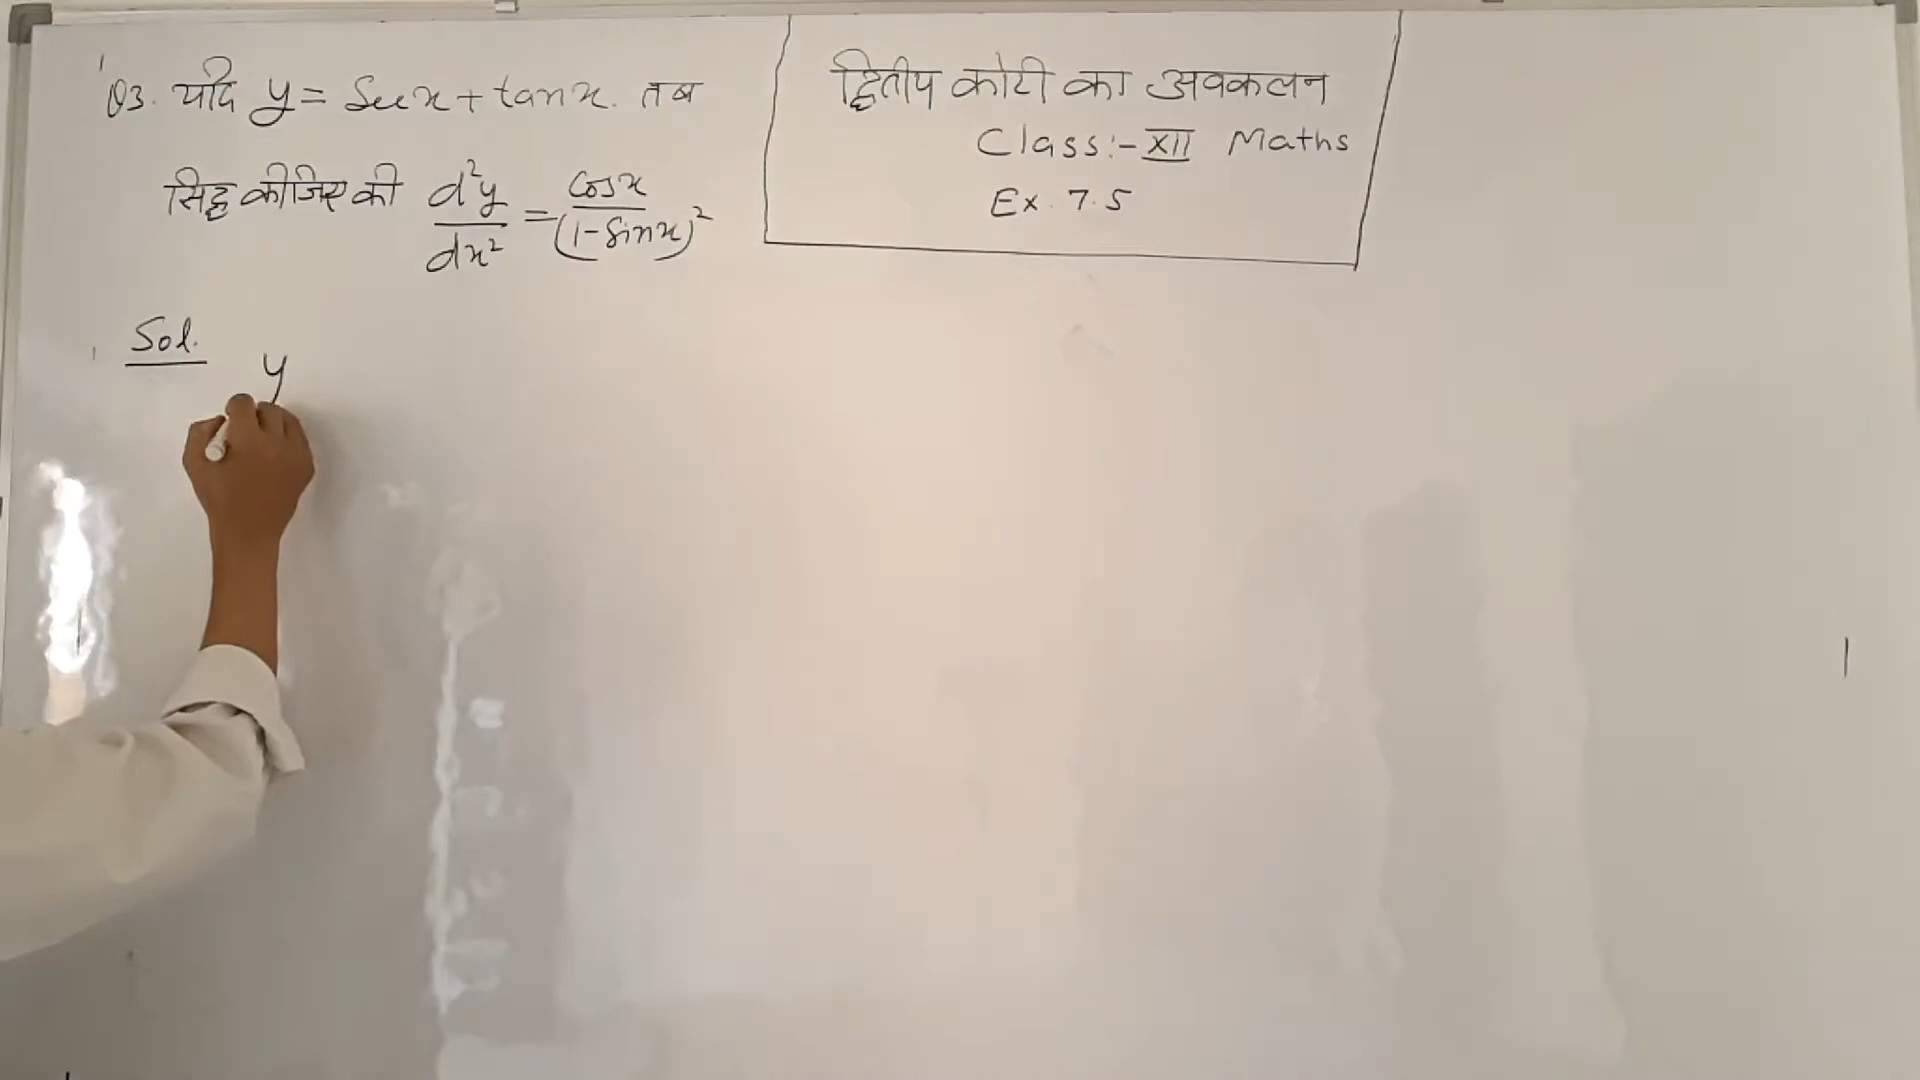 Q3. यदि y = Secx + tanx. तब
सिद्ध कीजिए की d²y/dx² = Cosx/(1-Sinx)²
द्वितीय कोटी का अवकलन
Class:- XII Maths
Ex. 7.5
Sol. y